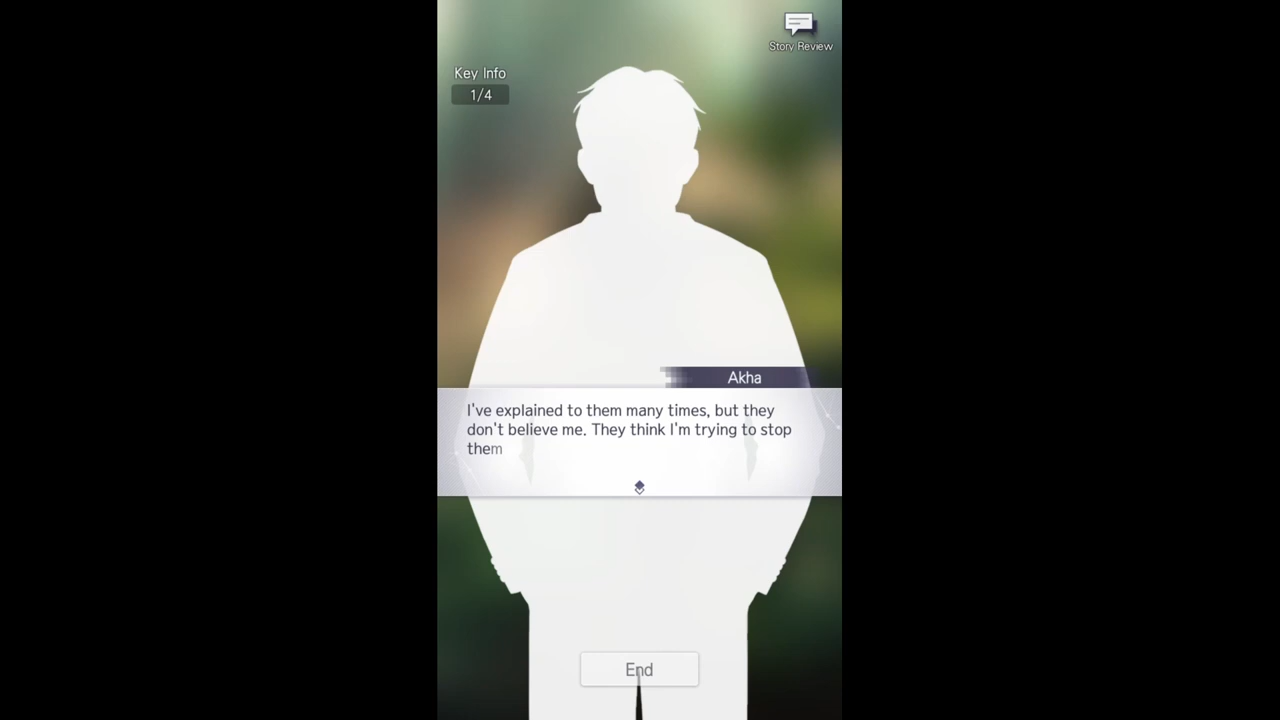 Story Review
Key Info
1/4
Akha
I've explained to them many times, but they
don't believe me. They think I'm trying to stop
them
End